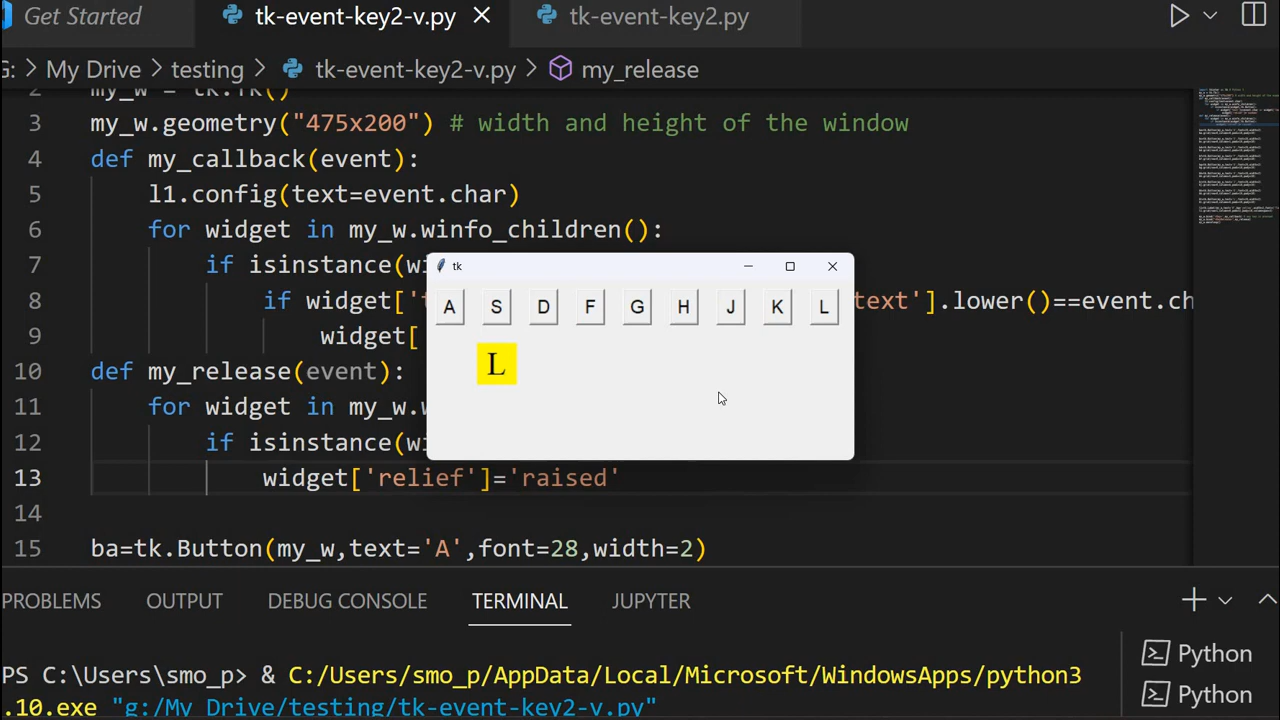 Get Started
tk-event-key2-v.py
tk-event-key2.py
G: > My Drive > testing > tk-event-key2-v.py > my_release
2 my_w = tk.Tk()
3 my_w.geometry("475x200") # width and height of the window
4 def my_callback(event):
5 l1.config(text=event.char)
6 for widget in my_w.winfo_children():
7 if isinstance(wi
8 if widget['t text'].lower()==event.ch
9 widget[
10 def my_release(event):
11 for widget in my_w.w
12 if isinstance(wi
13 widget['relief']='raised'
14
15 ba=tk.Button(my_w,text='A',font=28,width=2)
tk
A S D F G H J K L
L
PROBLEMS OUTPUT DEBUG CONSOLE TERMINAL JUPYTER
PS C:\Users\smo_p> & C:/Users/smo_p/AppData/Local/Microsoft/WindowsApps/python3
.10.exe "g:/My Drive/testing/tk-event-key2-v.py"
Python
Python